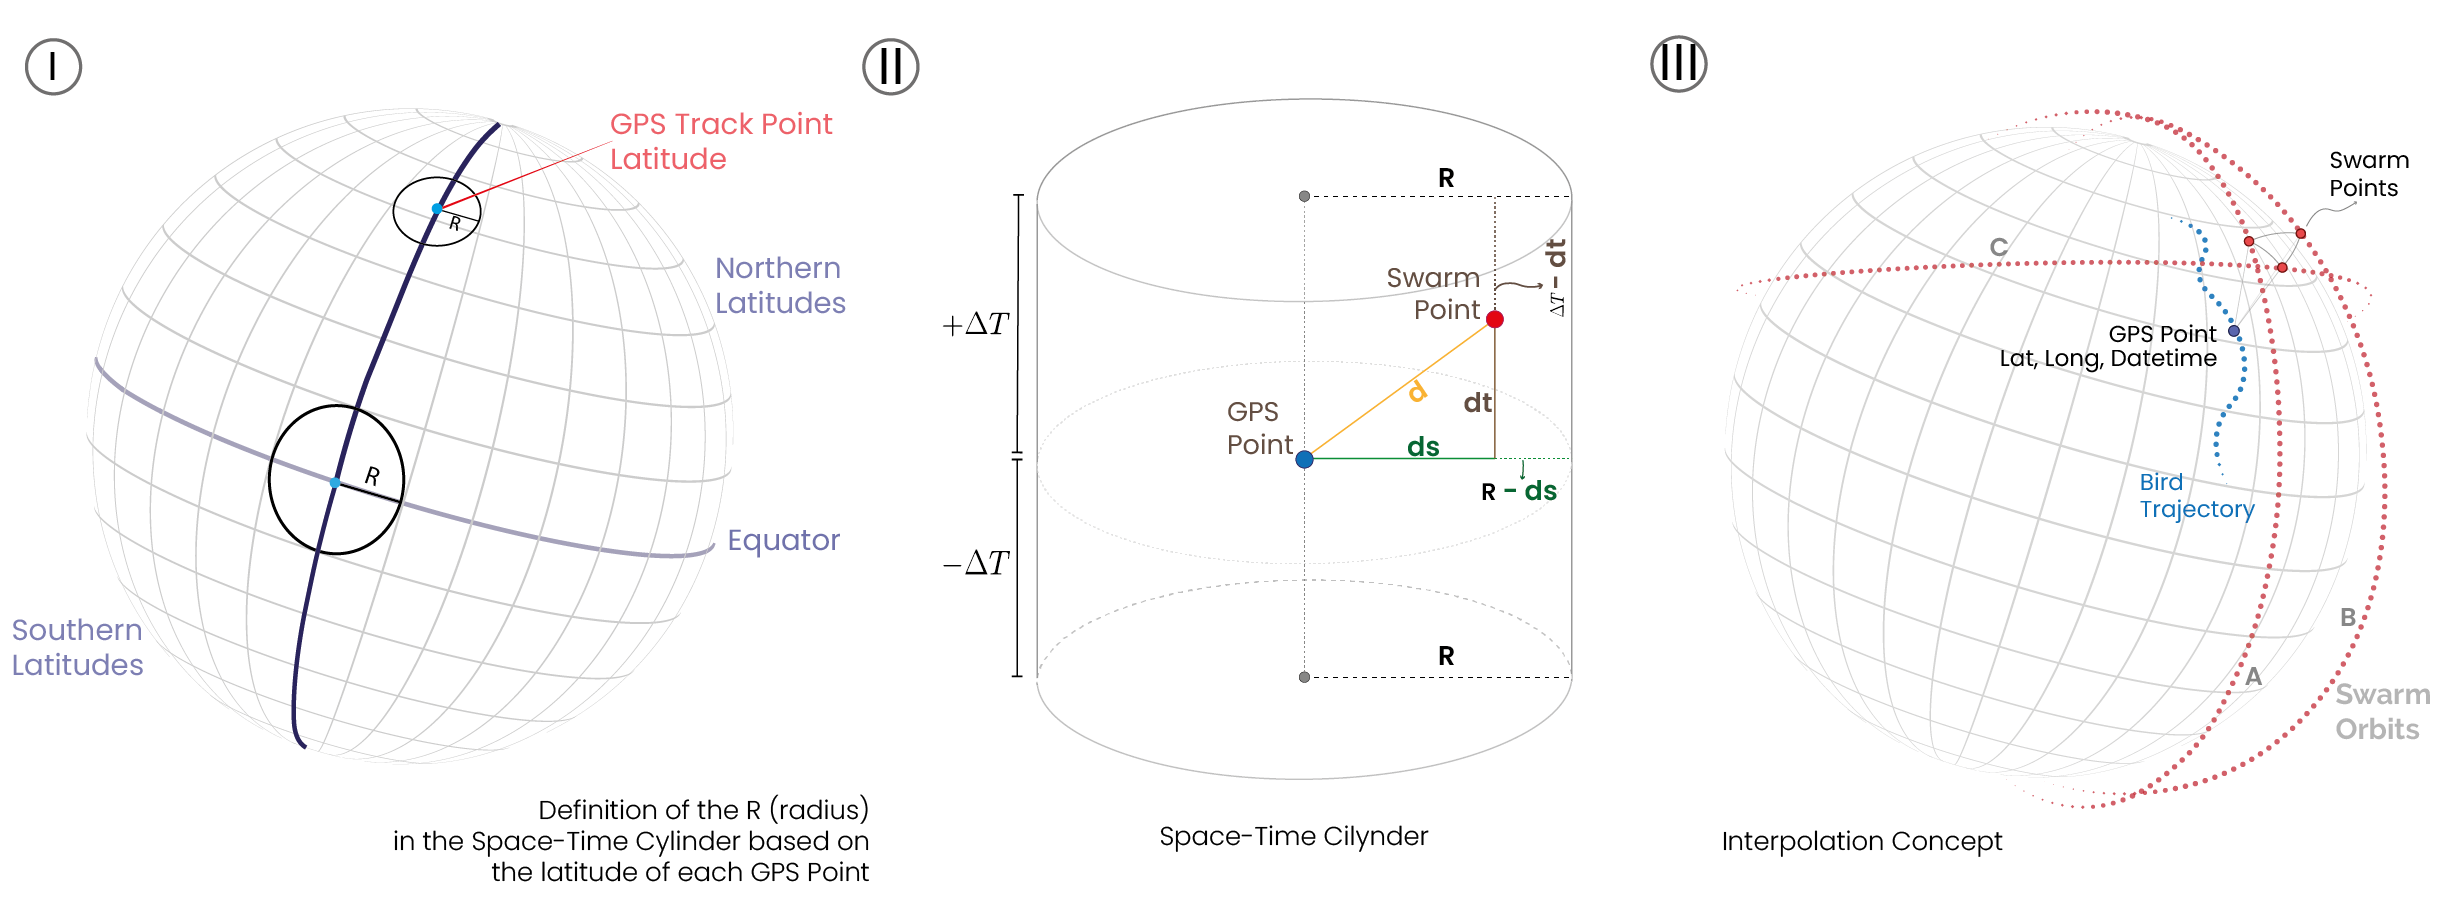 I
GPS Track Point
Latitude
R
Northern
Latitudes
R
Equator
Southern
Latitudes
Definition of the R (radius)
in the Space-Time Cylinder based on
the latitude of each GPS Point
II
R
ΔT - dt
Swarm
Point
+ΔT
d
dt
GPS
Point
ds
R - ds
−ΔT
R
Space-Time Cilynder
III
Swarm
Points
C
GPS Point
Lat, Long, Datetime
Bird
Trajectory
B
A
Swarm
Orbits
Interpolation Concept